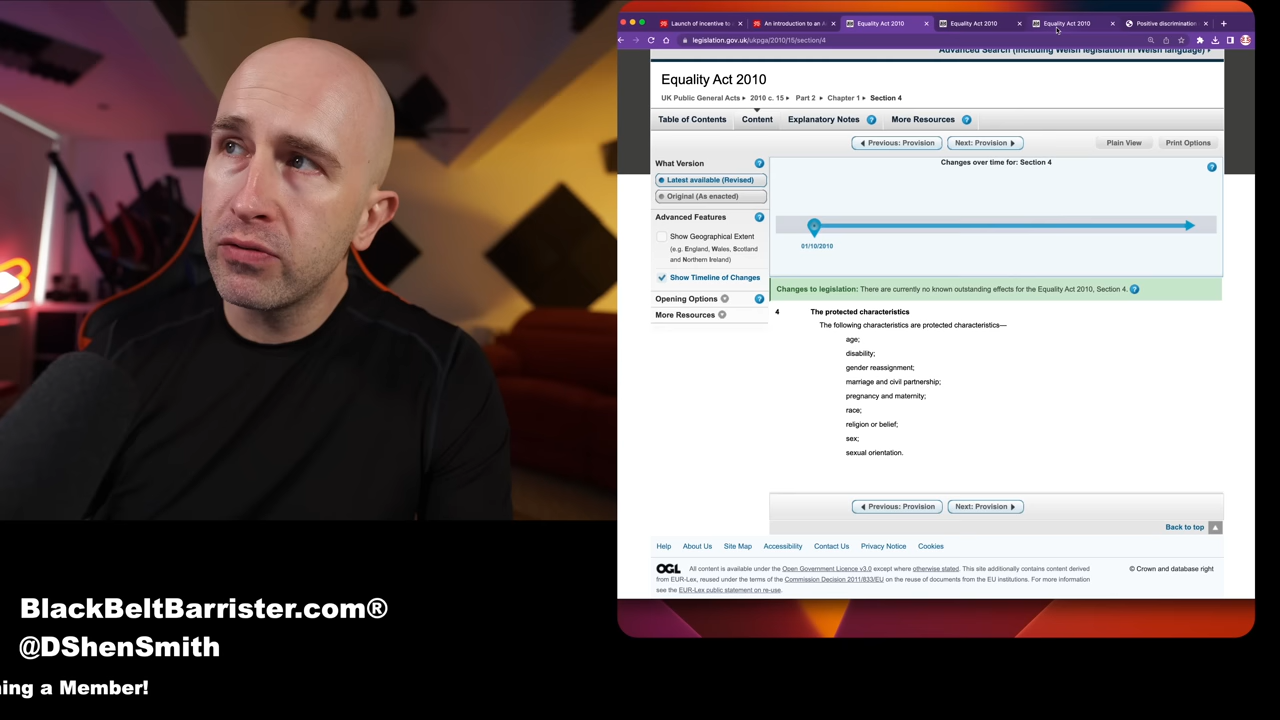 Launch of incentive to
An introduction to an A
Equality Act 2010
Equality Act 2010
Equality Act 2010
Positive discrimination
legislation.gov.uk/ukpga/2010/15/section/4
Advanced Search (including Welsh legislation in Welsh language)
Equality Act 2010
UK Public General Acts 2010 c. 15 Part 2 Chapter 1 Section 4
Table of Contents Content Explanatory Notes ? More Resources ?
Previous: Provision Next: Provision Plain View Print Options
What Version ?
Latest available (Revised)
Original (As enacted)
Advanced Features ?
Show Geographical Extent
(e.g. England, Wales, Scotland
and Northern Ireland)
Show Timeline of Changes
Opening Options ?
More Resources
Changes over time for: Section 4 ?
01/10/2010
Changes to legislation: There are currently no known outstanding effects for the Equality Act 2010, Section 4. ?
4 The protected characteristics
The following characteristics are protected characteristics—
age;
disability;
gender reassignment;
marriage and civil partnership;
pregnancy and maternity;
race;
religion or belief;
sex;
sexual orientation.
Previous: Provision Next: Provision
Back to top
Help About Us Site Map Accessibility Contact Us Privacy Notice Cookies
OGL All content is available under the Open Government Licence v3.0 except where otherwise stated. This site additionally contains content derived
from EUR-Lex, reused under the terms of the Commission Decision 2011/833/EU on the reuse of documents from the EU institutions. For more information
see the EUR-Lex public statement on re-use.
© Crown and database right
BlackBeltBarrister.com®
@DShenSmith
ing a Member!